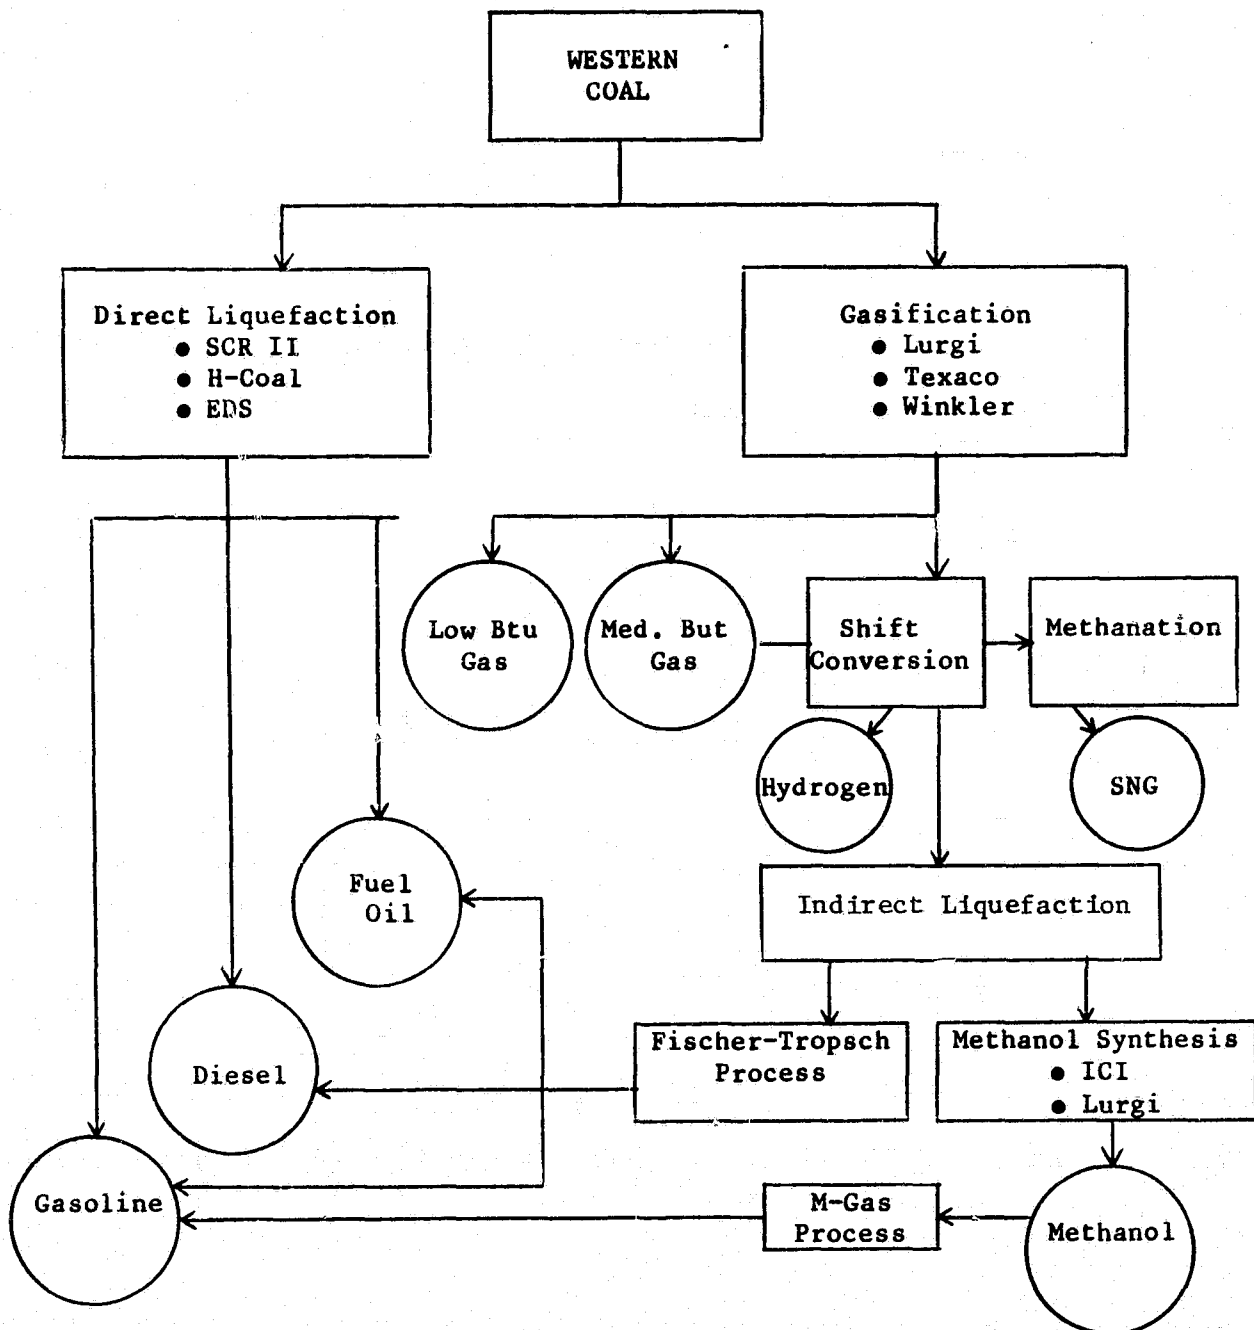 WESTERN
COAL
Direct Liquefaction
● SCR II
● H-Coal
● EDS
Gasification
● Lurgi
● Texaco
● Winkler
Low Btu
Gas
Med. But
Gas
Shift
Conversion
Methanation
Hydrogen
SNG
Fuel
Oil
Indirect Liquefaction
Diesel
Fischer-Tropsch
Process
Methanol Synthesis
● ICI
● Lurgi
Gasoline
M-Gas
Process
Methanol